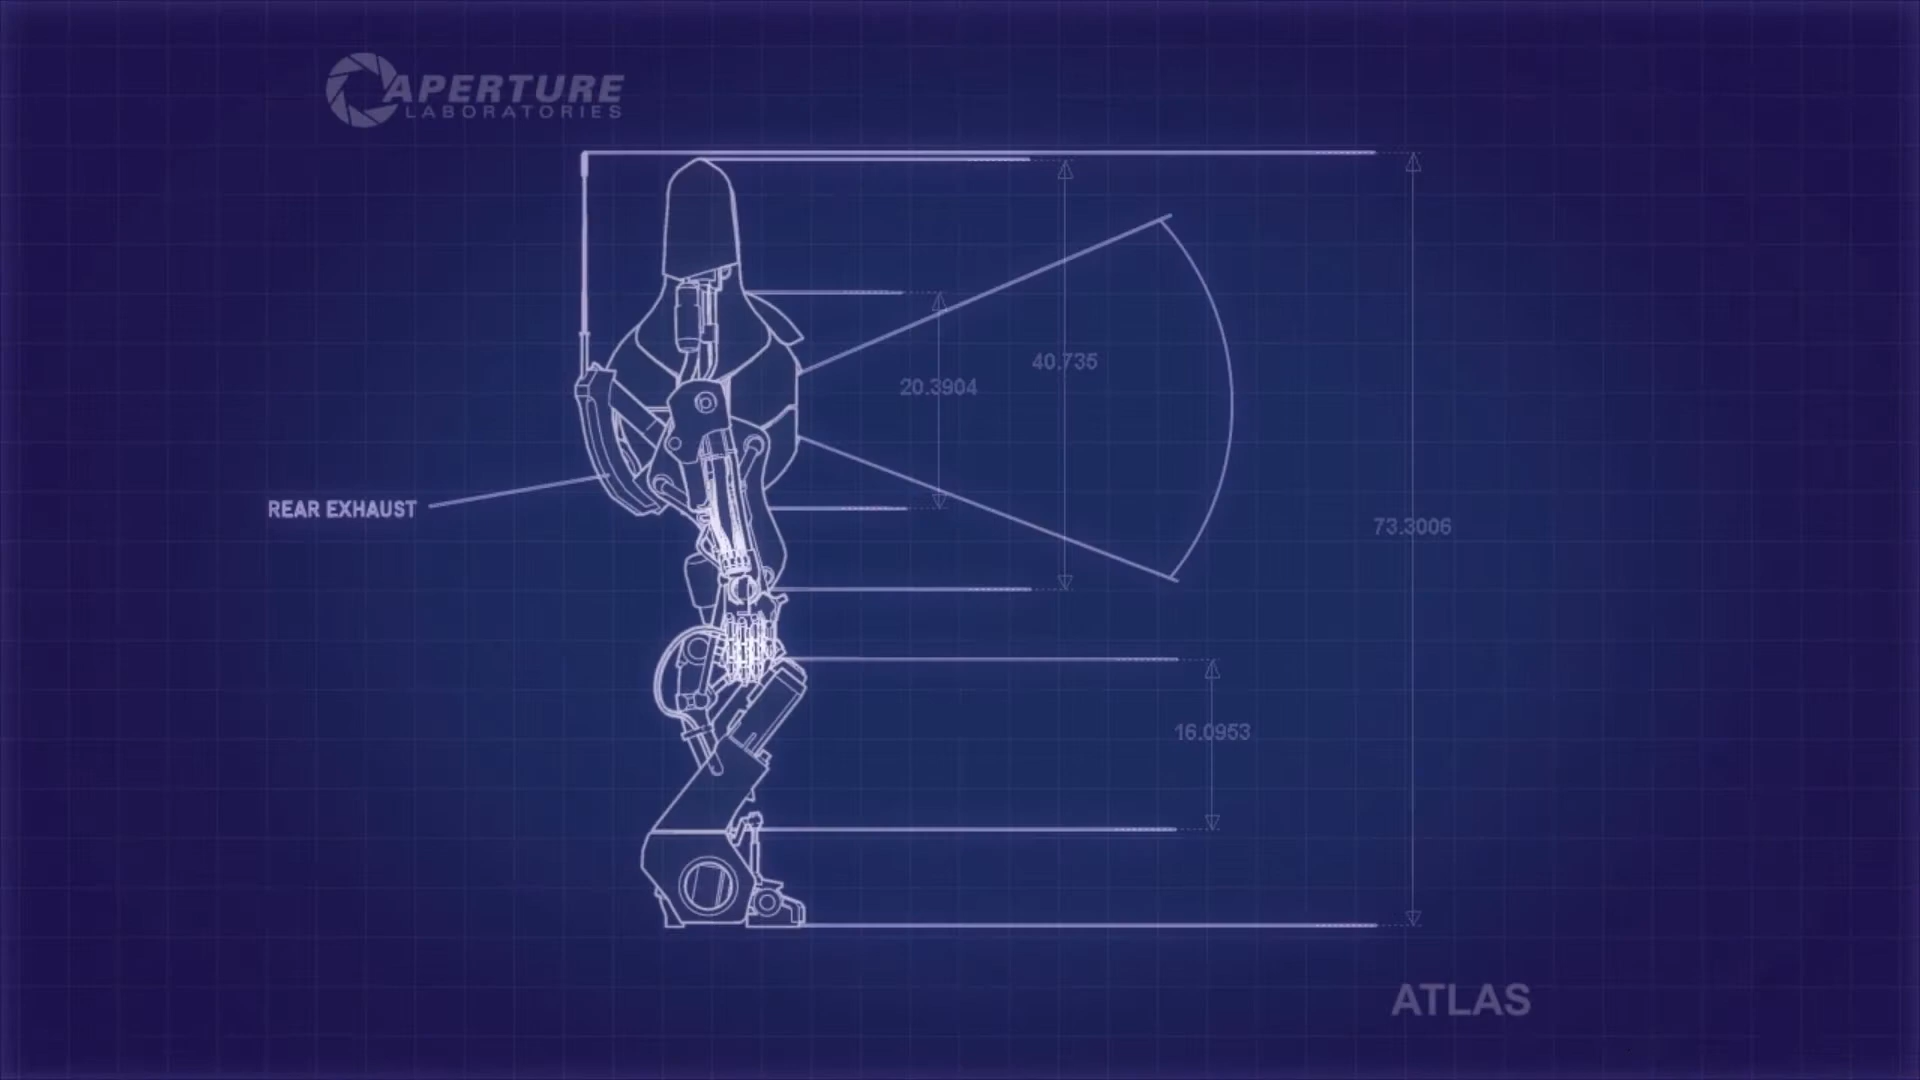 APERTURE
LABORATORIES
40.735
20.3904
REAR EXHAUST
73.3006
16.0953
ATLAS